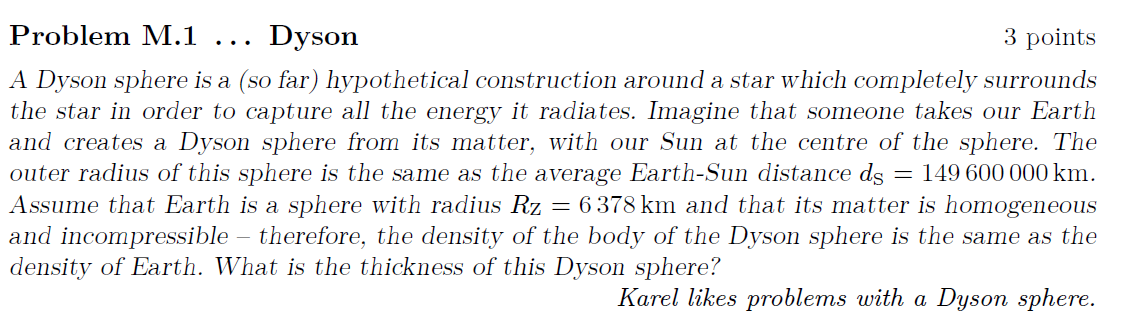 Problem M.1 ... Dyson 3 points
A Dyson sphere is a (so far) hypothetical construction around a star which completely surrounds
the star in order to capture all the energy it radiates. Imagine that someone takes our Earth
and creates a Dyson sphere from its matter, with our Sun at the centre of the sphere. The
outer radius of this sphere is the same as the average Earth-Sun distance dS = 149 600 000 km.
Assume that Earth is a sphere with radius RZ = 6 378 km and that its matter is homogeneous
and incompressible – therefore, the density of the body of the Dyson sphere is the same as the
density of Earth. What is the thickness of this Dyson sphere?
Karel likes problems with a Dyson sphere.